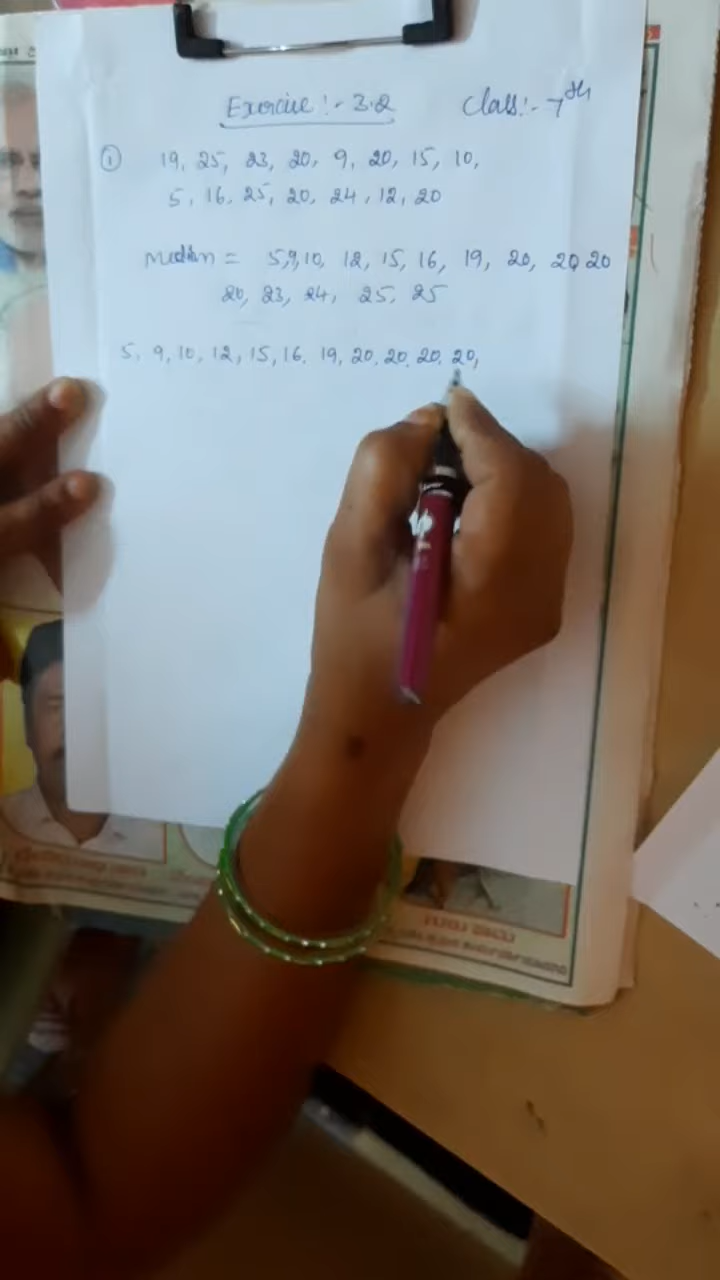 Exercise :- 3.2 Class:- 7th
① 19, 25, 23, 20, 9, 20, 15, 10,
5, 16, 25, 20, 24, 12, 20
Median = 5,9,10, 12, 15, 16, 19, 20, 20 20
20, 23, 24, 25, 25
5, 9, 10, 12, 15, 16, 19, 20, 20, 20, 20,